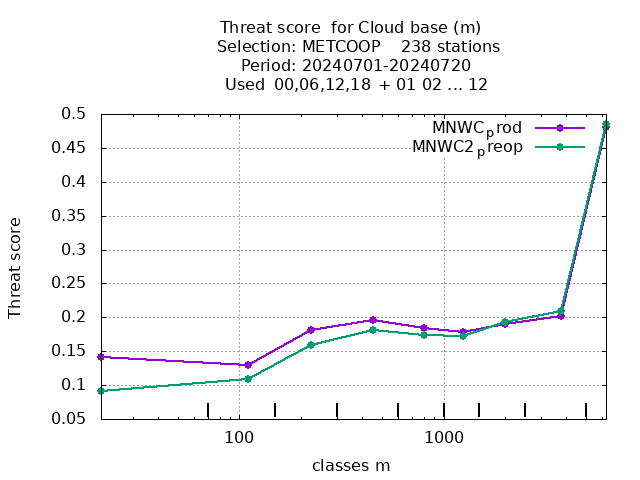 Threat score  for Cloud base (m)
Selection: METCOOP    238 stations
Period: 20240701-20240720
Used  00,06,12,18 + 01 02 ... 12
MNWCprod
MNWC2preop
0.5
0.45
0.4
0.35
0.3
0.25
0.2
0.15
0.1
0.05
Threat score
100 1000
classes m